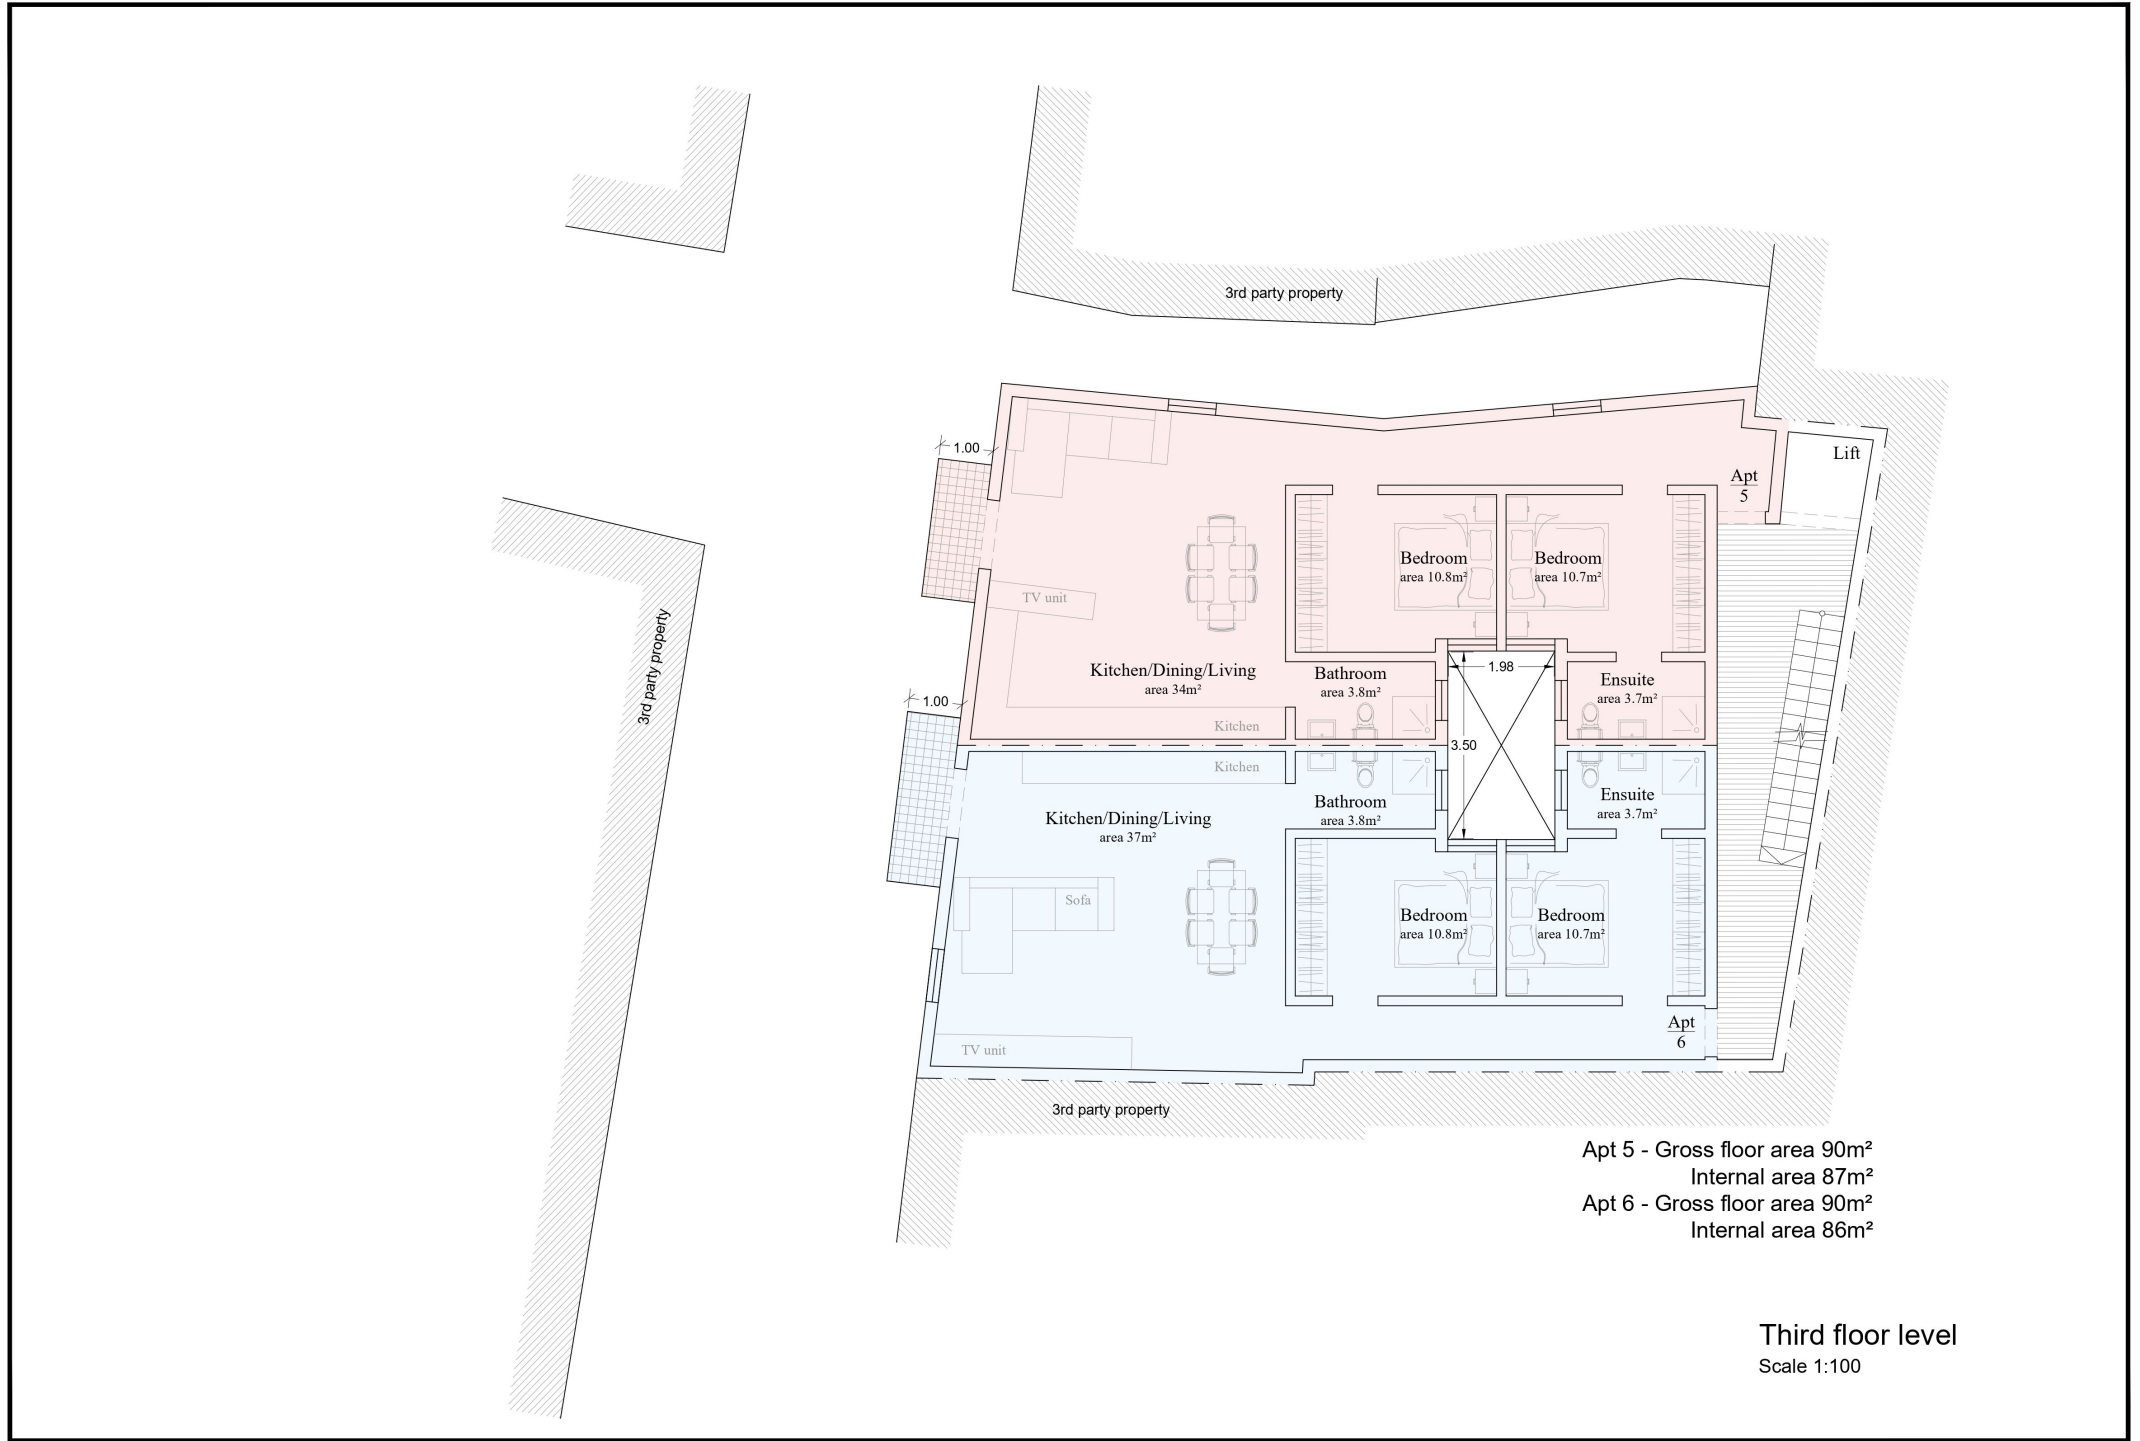 3rd party property
Lift
1.00
Apt
5
Bedroom
area 10.8m²
Bedroom
area 10.7m²
TV unit
3rd party property
Kitchen/Dining/Living
area 34m²
Bathroom
area 3.8m²
1.98
Ensuite
area 3.7m²
1.00
Kitchen
3.50
Kitchen
Kitchen/Dining/Living
area 37m²
Bathroom
area 3.8m²
Ensuite
area 3.7m²
Sofa
Bedroom
area 10.8m²
Bedroom
area 10.7m²
Apt
6
TV unit
3rd party property
Apt 5 - Gross floor area 90m²
Internal area 87m²
Apt 6 - Gross floor area 90m²
Internal area 86m²
Third floor level
Scale 1:100